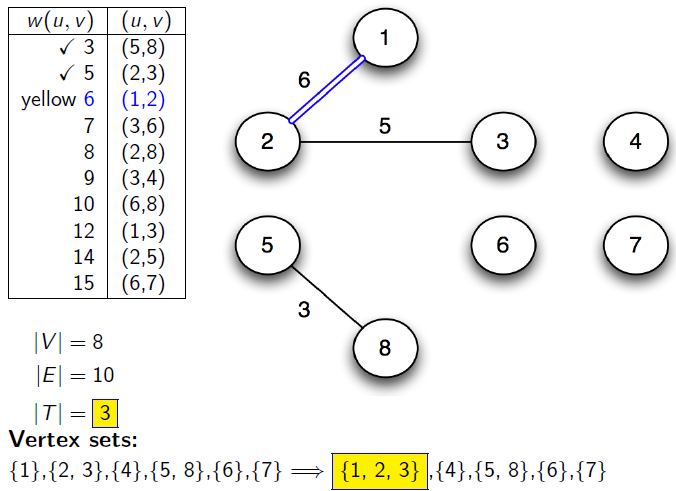 w(u, v) (u, v)
✓ 3 (5,8)
✓ 5 (2,3)
yellow 6 (1,2)
7 (3,6)
8 (2,8)
9 (3,4)
10 (6,8)
12 (1,3)
14 (2,5)
15 (6,7)
1
6
2
5
3
4
5
6
7
3
8
|V| = 8
|E| = 10
|T| = 3
Vertex sets:
{1},{2, 3},{4},{5, 8},{6},{7} ⟹ {1, 2, 3} ,{4},{5, 8},{6},{7}